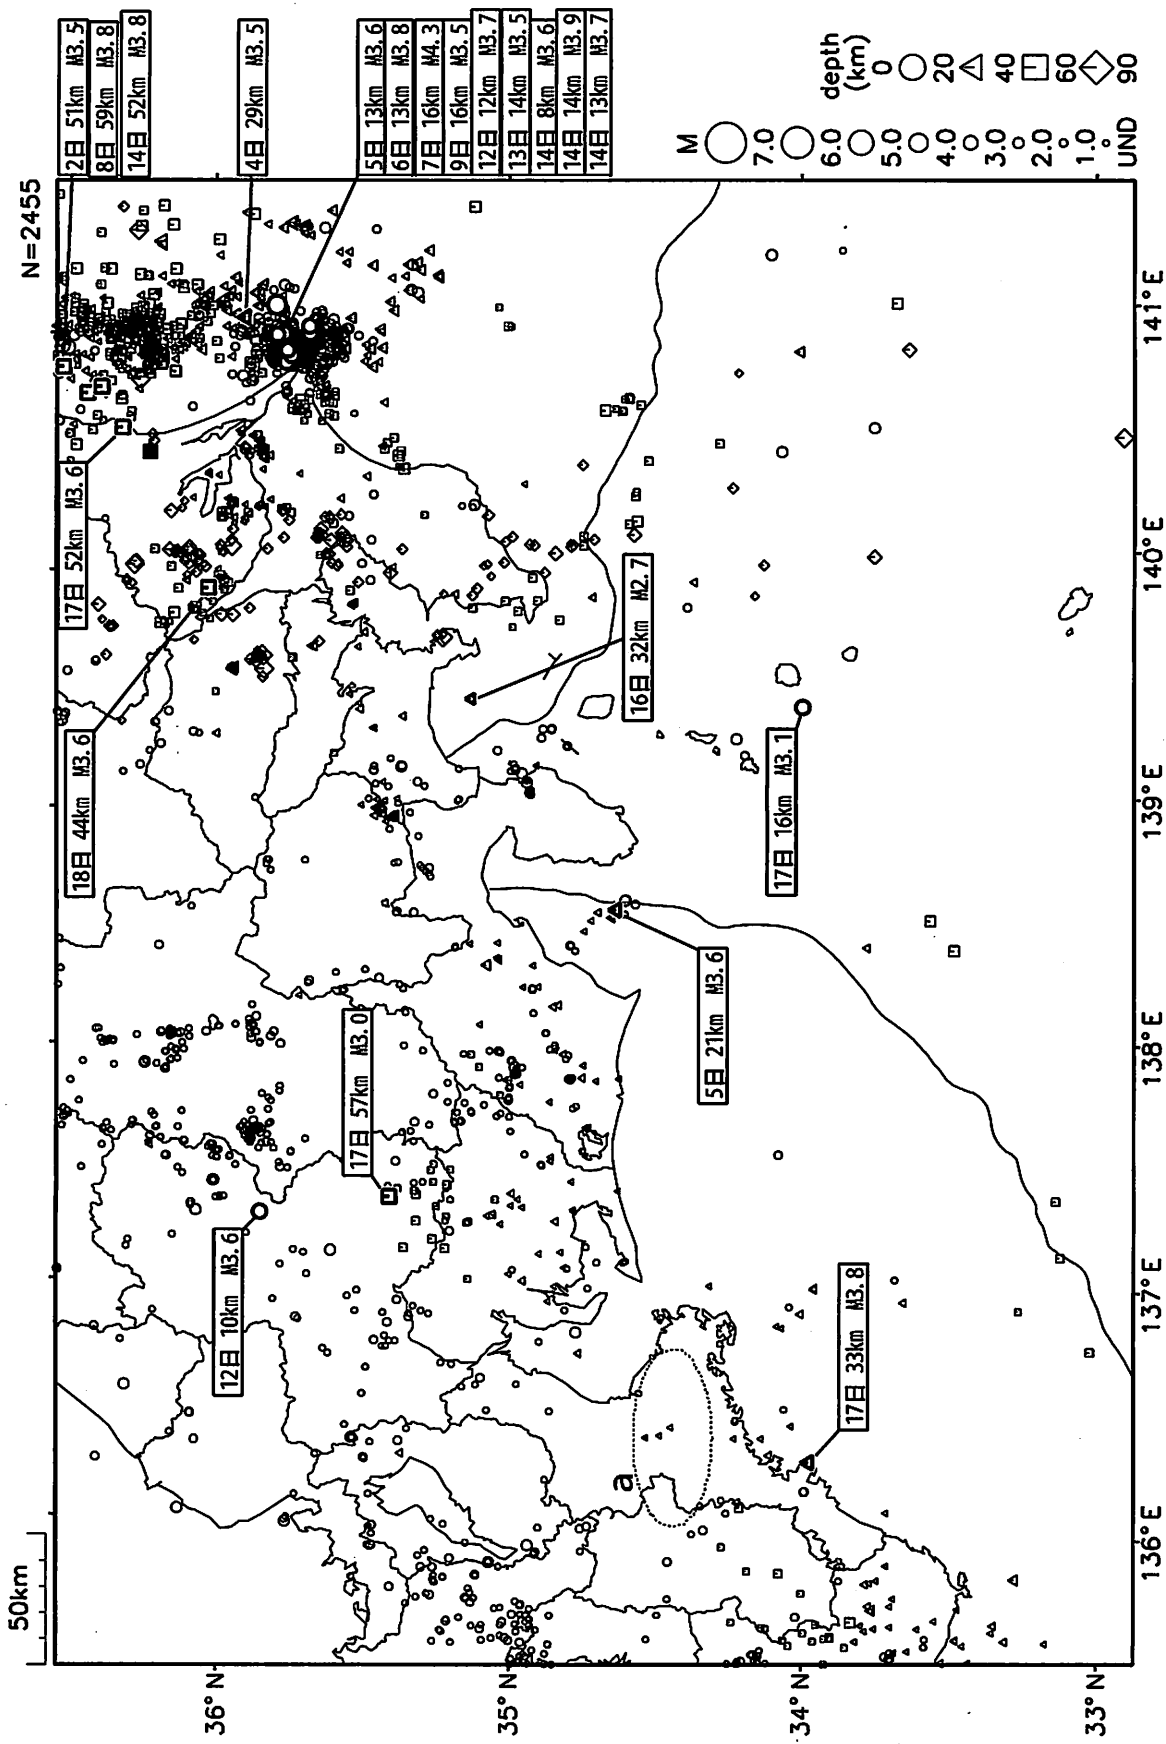 N=2455
2日 51km M3.5
8日 59km M3.8
14日 52km M3.8
4日 29km M3.5
5日 13km M3.6
6日 13km M3.8
7日 16km M4.3
9日 16km M3.5
12日 12km M3.7
13日 14km M3.5
14日 8km M3.6
14日 14km M3.9
14日 13km M3.7
17日 52km M3.6
18日 44km M3.6
16日 32km M2.7
17日 16km M3.1
5日 21km M3.6
17日 57km M3.0
12日 10km M3.6
17日 33km M3.8
a
50km
36°N
35°N
34°N
33°N
136°E
137°E
138°E
139°E
140°E
141°E
M
7.0
6.0
5.0
4.0
3.0
2.0
1.0
UND
depth
(km)
0
20
40
60
90